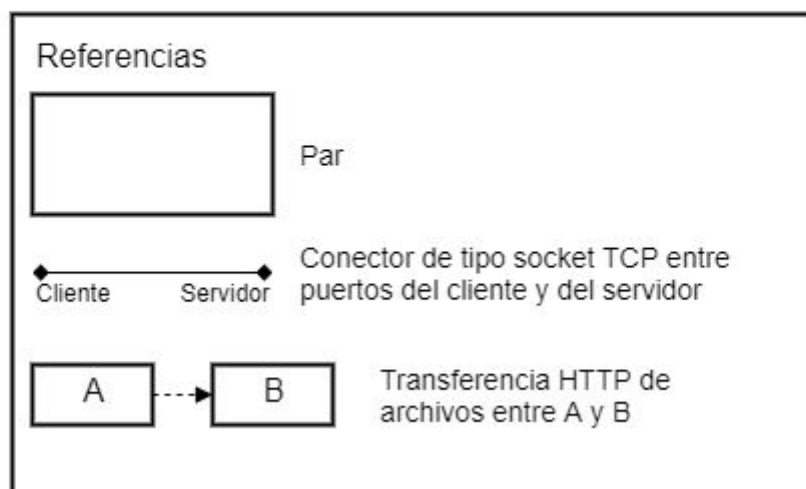 Referencias
Par
Conector de tipo socket TCP entre
puertos del cliente y del servidor
Cliente
Servidor
A
B
Transferencia HTTP de
archivos entre A y B